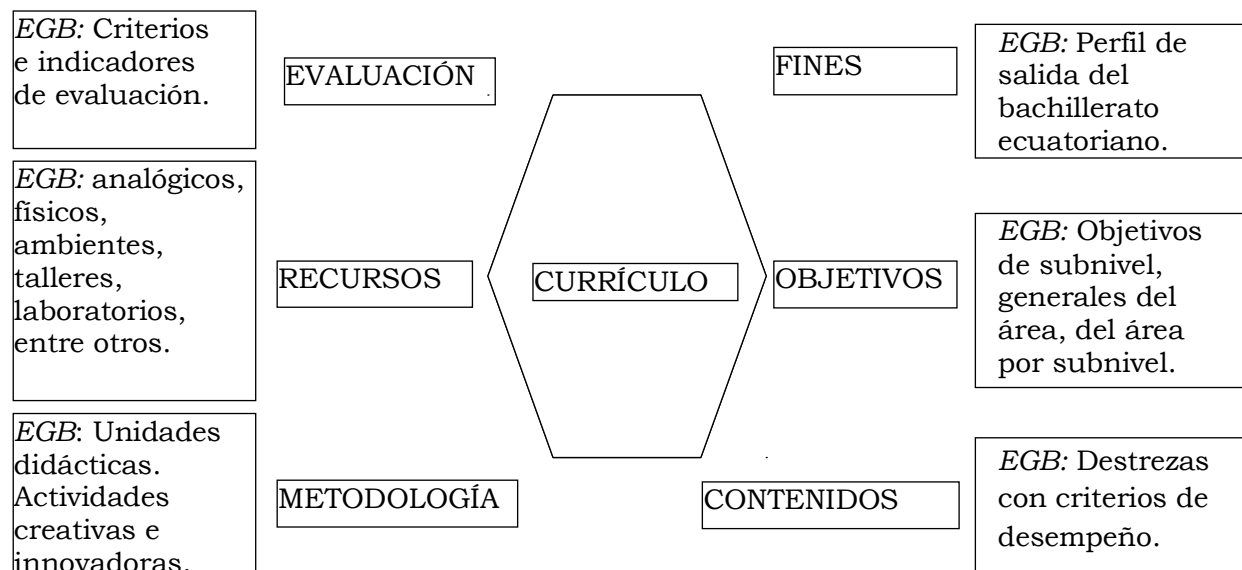 EGB: Criterios
e indicadores
de evaluación.
EVALUACIÓN
FINES
EGB: Perfil de
salida del
bachillerato
ecuatoriano.
EGB: analógicos,
físicos,
ambientes,
talleres,
laboratorios,
entre otros.
RECURSOS
CURRÍCULO
OBJETIVOS
EGB: Objetivos
de subnivel,
generales del
área, del área
por subnivel.
EGB: Unidades
didácticas.
Actividades
creativas e
innovadoras.
METODOLOGÍA
CONTENIDOS
EGB: Destrezas
con criterios de
desempeño.